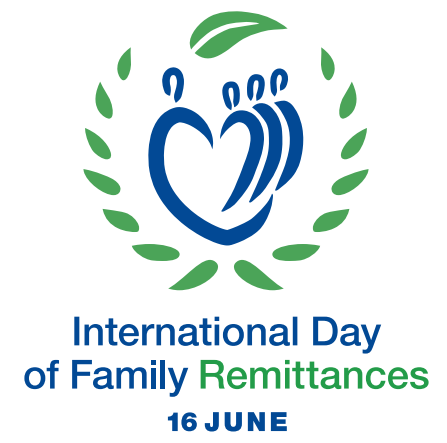 International Day
of Family Remittances
16 JUNE